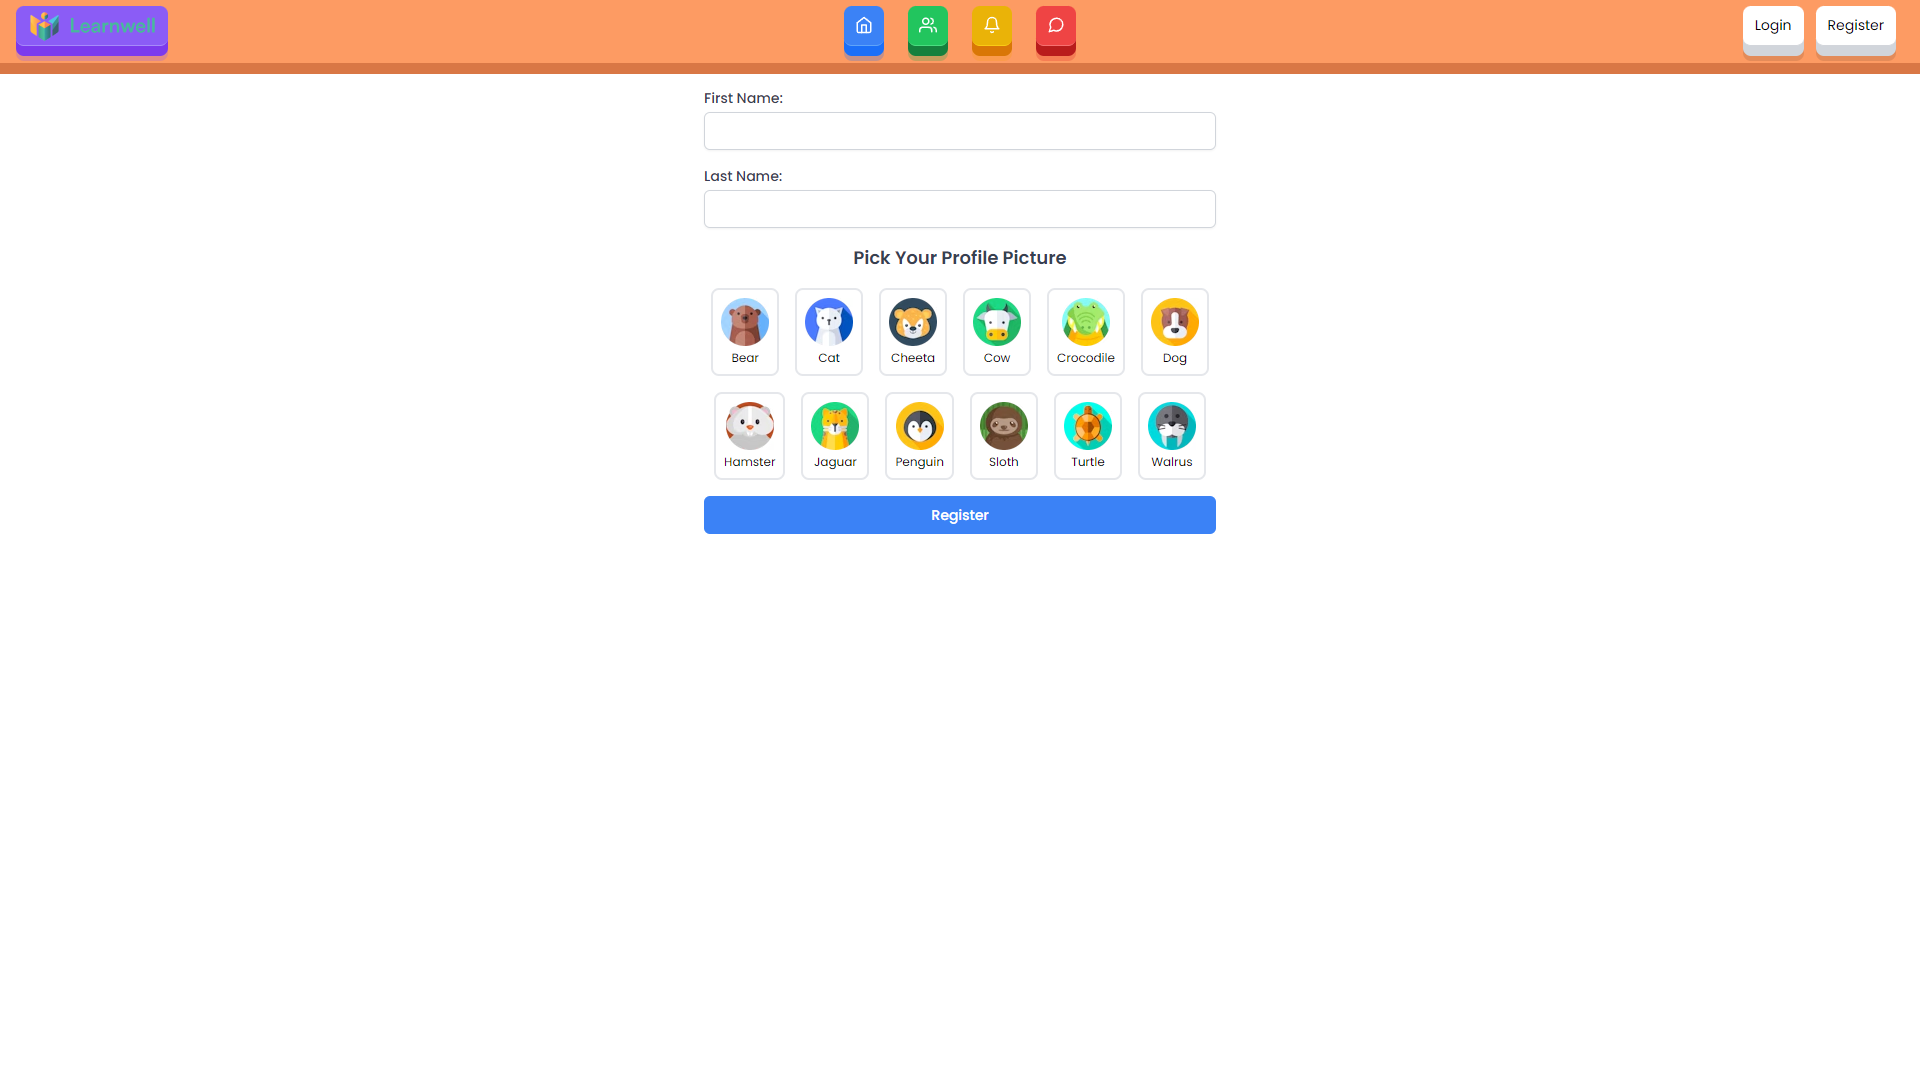 Learnwell
Login
Register
First Name:
Last Name:
Pick Your Profile Picture
Bear
Cat
Cheeta
Cow
Crocodile
Dog
Hamster
Jaguar
Penguin
Sloth
Turtle
Walrus
Register